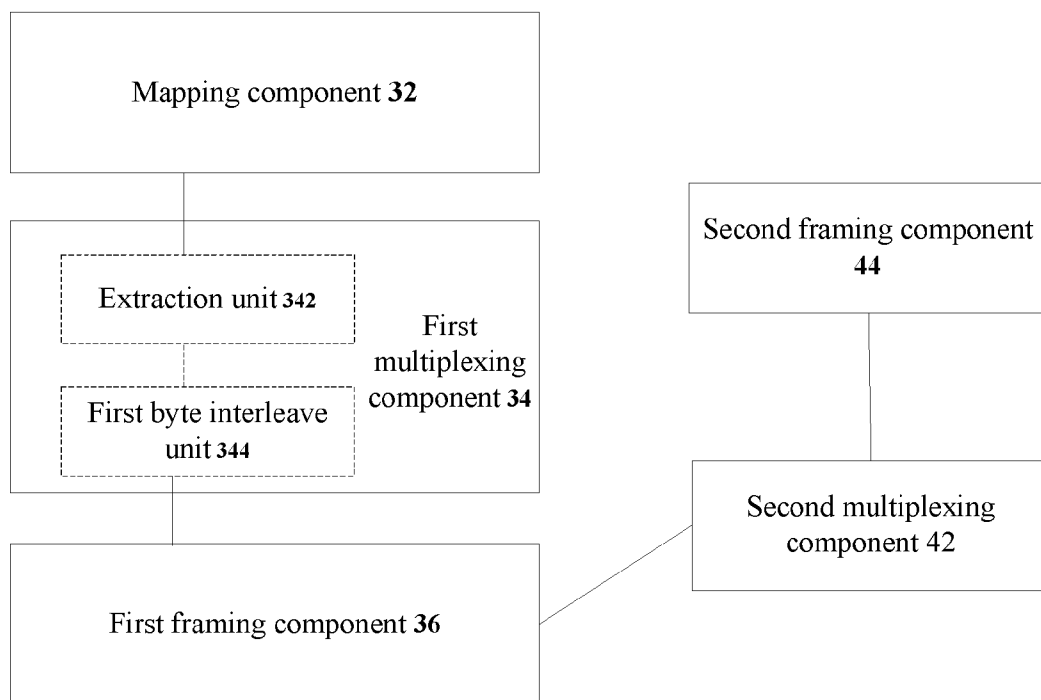 Mapping component 32
Extraction unit 342
First byte interleave
unit 344
First
multiplexing
component 34
First framing component 36
Second framing component
44
Second multiplexing
component 42